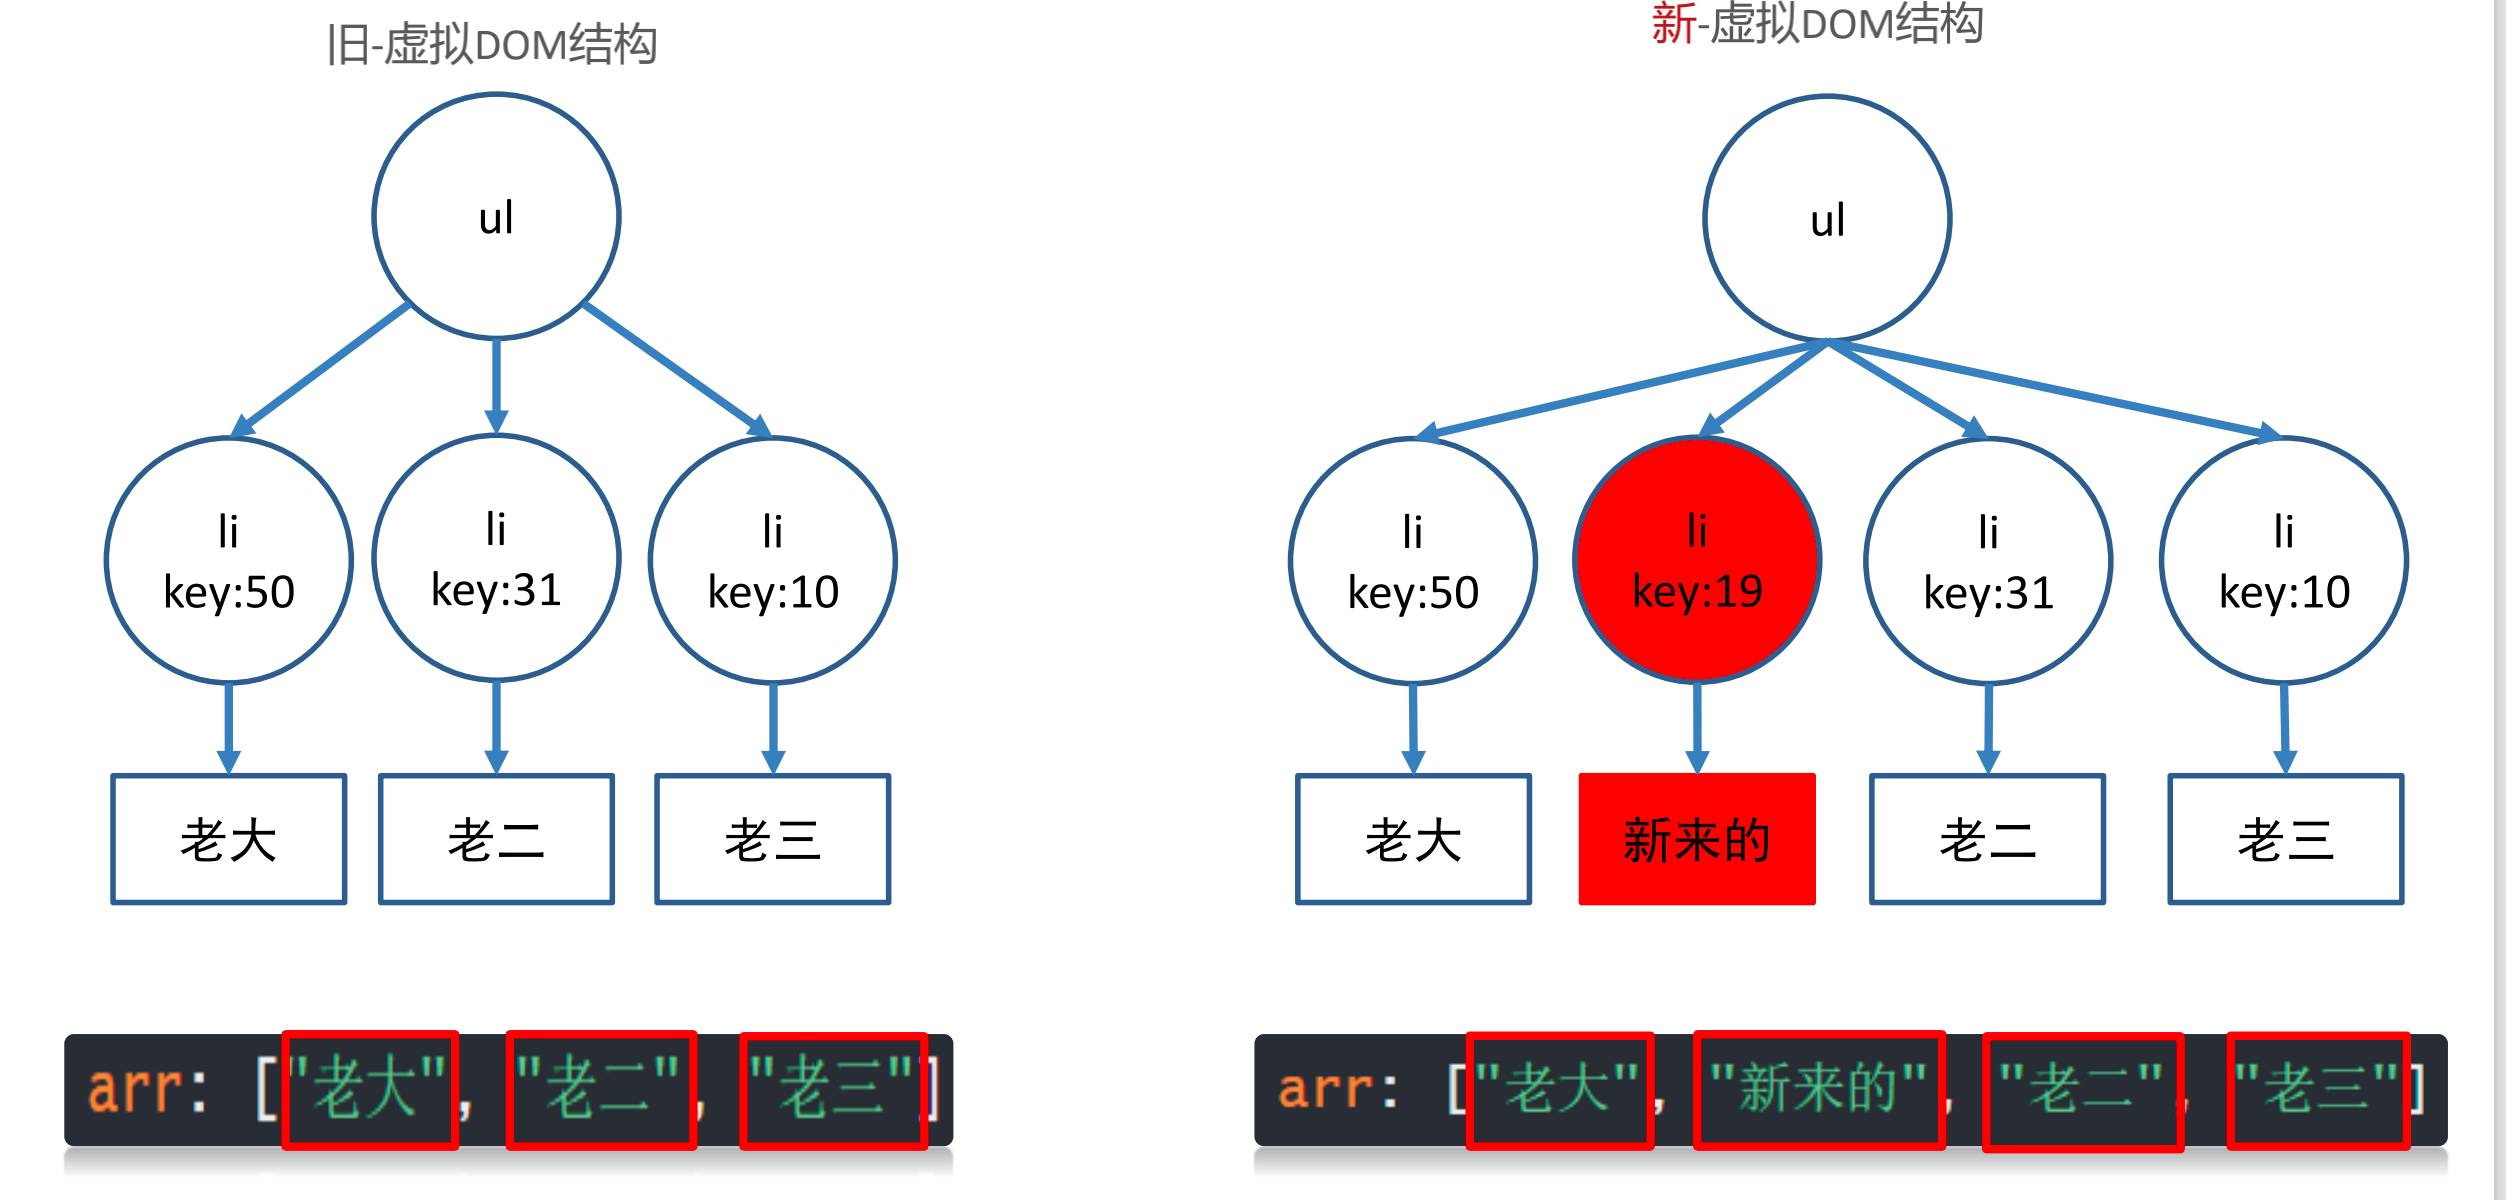 旧-虚拟DOM结构
ul
li
key:50
li
key:31
li
key:10
老大
老二
老三
arr: ["老大", "老二", "老三"]
新-虚拟DOM结构
ul
li
key:50
li
key:19
li
key:31
li
key:10
老大
新来的
老二
老三
arr: ["老大", "新来的", "老二", "老三"]